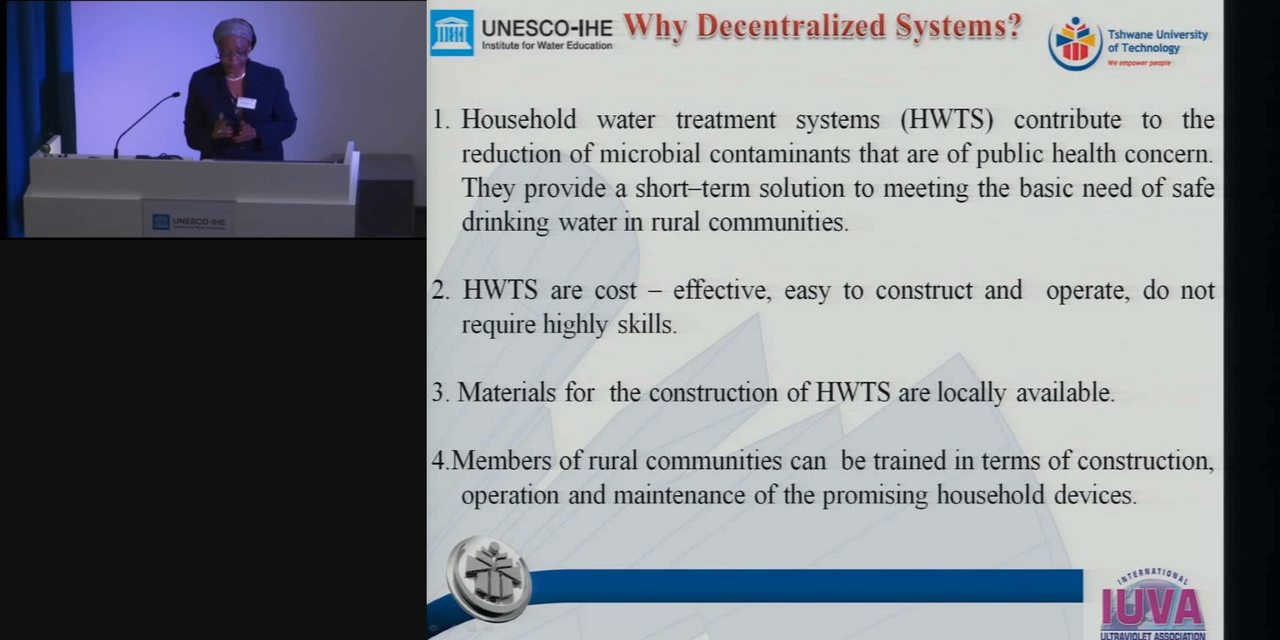 UNESCO-IHE
Institute for Water Education
Why Decentralized Systems?
Tshwane University
of Technology
We empower people
1. Household water treatment systems (HWTS) contribute to the
reduction of microbial contaminants that are of public health concern.
They provide a short–term solution to meeting the basic need of safe
drinking water in rural communities.
2. HWTS are cost – effective, easy to construct and operate, do not
require highly skills.
3. Materials for the construction of HWTS are locally available.
4.Members of rural communities can be trained in terms of construction,
operation and maintenance of the promising household devices.
UNESCO-IHE
INTERNATIONAL
IUVA
ULTRAVIOLET ASSOCIATION